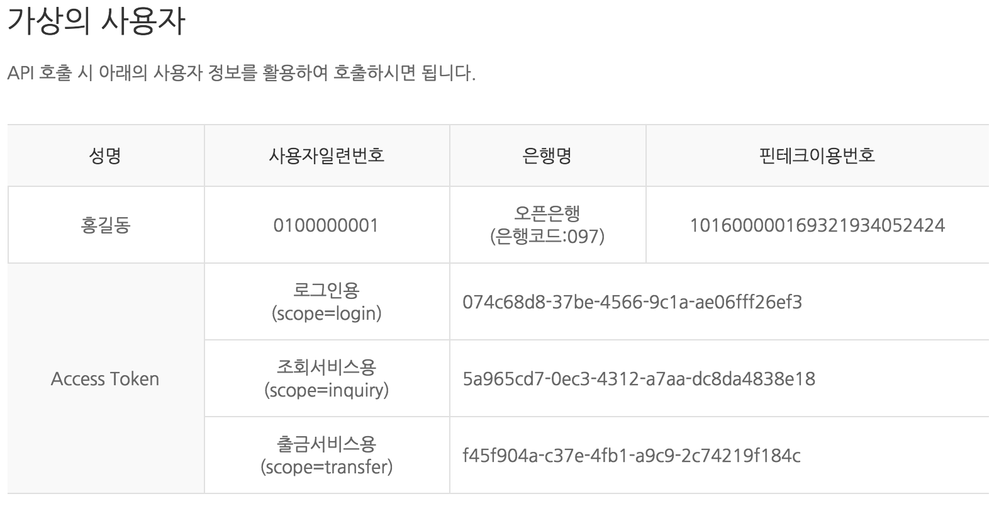 가상의 사용자
API 호출 시 아래의 사용자 정보를 활용하여 호출하시면 됩니다.
성명 사용자일련번호 은행명 핀테크이용번호
홍길동 0100000001 오픈은행 (은행코드:097) 101600000169321934052424
Access Token
로그인용
(scope=login)
074c68d8-37be-4566-9c1a-ae06fff26ef3
조회서비스용
(scope=inquiry)
5a965cd7-0ec3-4312-a7aa-dc8da4838e18
출금서비스용
(scope=transfer)
f45f904a-c37e-4fb1-a9c9-2c74219f184c